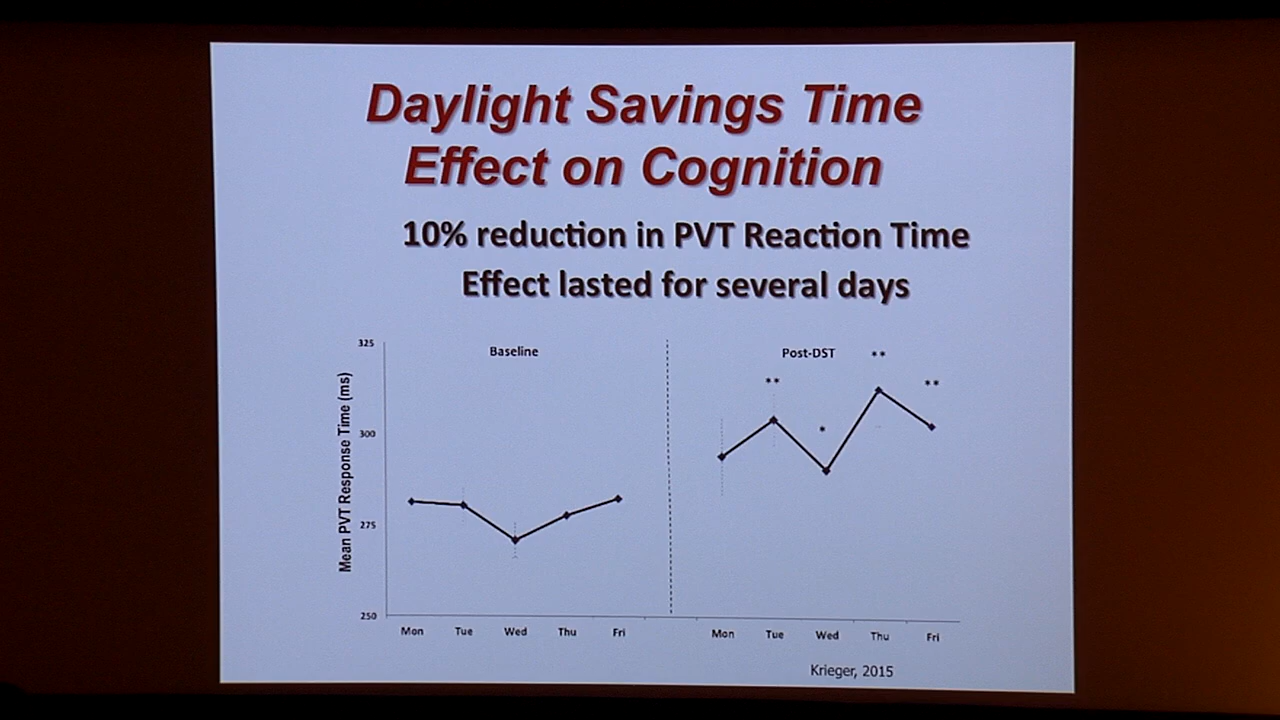 Daylight Savings Time
Effect on Cognition
10% reduction in PVT Reaction Time
Effect lasted for several days
Mean PVT Response Time (ms)
325
300
275
250
Baseline
Post-DST
**
*
**
**
Mon Tue Wed Thu Fri
Mon Tue Wed Thu Fri
Krieger, 2015